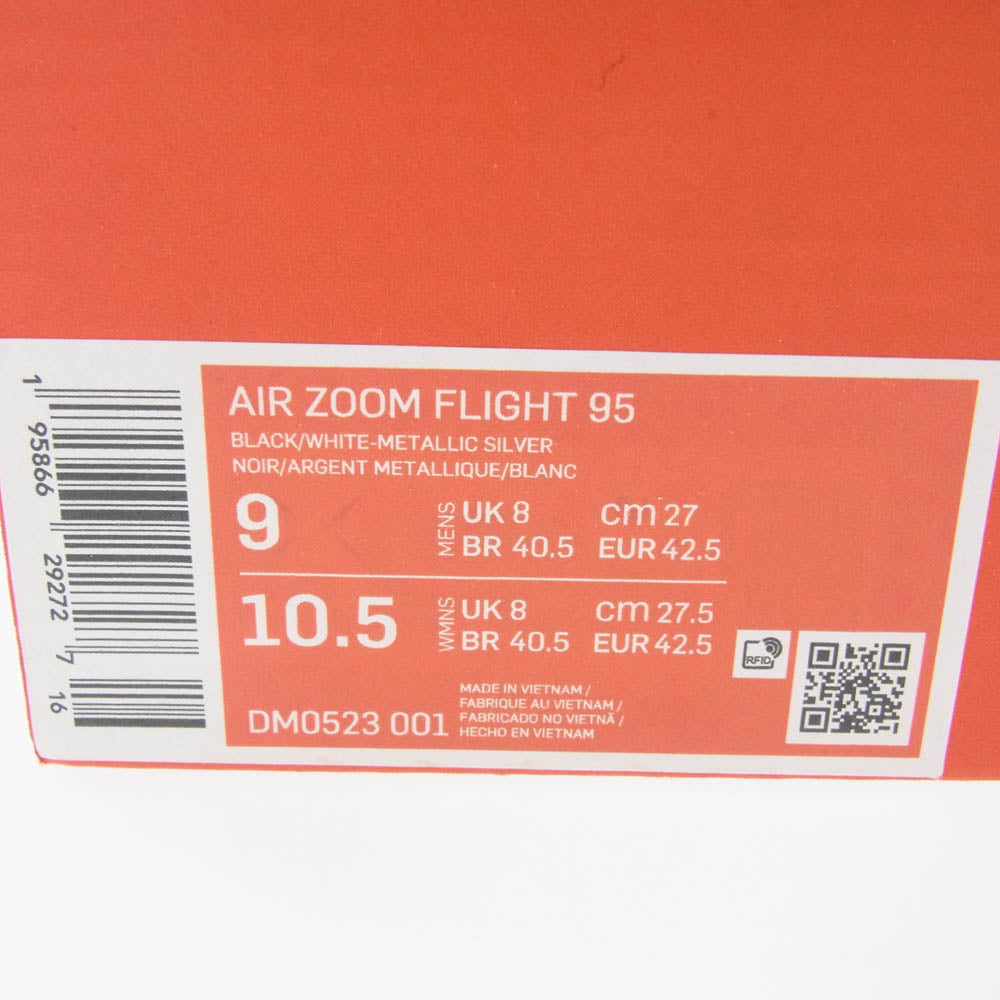 1 95866 29272 7 16
AIR ZOOM FLIGHT 95
BLACK/WHITE-METALLIC SILVER
NOIR/ARGENT METALLIQUE/BLANC
9 MENS UK 8 cm 27
BR 40.5 EUR 42.5
10.5 WMNS UK 8 cm 27.5
BR 40.5 EUR 42.5
RFID
MADE IN VIETNAM /
FABRIQUE AU VIETNAM /
FABRICADO NO VIETNÃ /
HECHO EN VIETNAM
DM0523 001